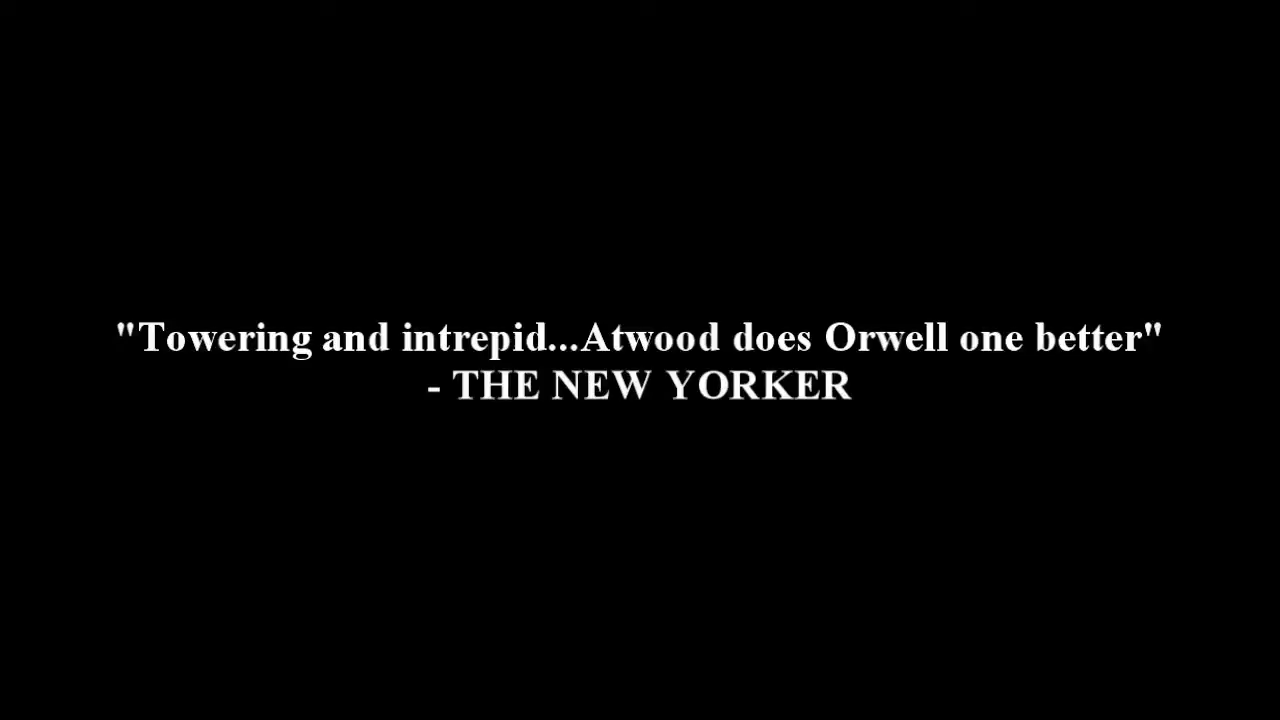 "Towering and intrepid...Atwood does Orwell one better"
- THE NEW YORKER